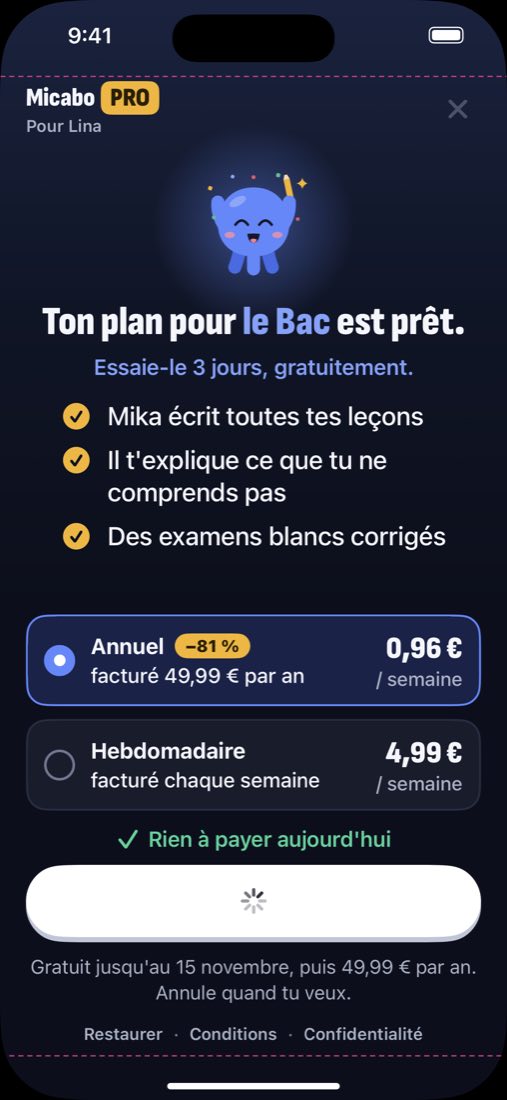 9:41
Micabo PRO
Pour Lina
Ton plan pour le Bac est prêt.
Essaie-le 3 jours, gratuitement.
Mika écrit toutes tes leçons
Il t'explique ce que tu ne
comprends pas
Des examens blancs corrigés
Annuel −81 % 0,96 €
facturé 49,99 € par an / semaine
Hebdomadaire 4,99 €
facturé chaque semaine / semaine
Rien à payer aujourd'hui
Gratuit jusqu'au 15 novembre, puis 49,99 € par an.
Annule quand tu veux.
Restaurer · Conditions · Confidentialité